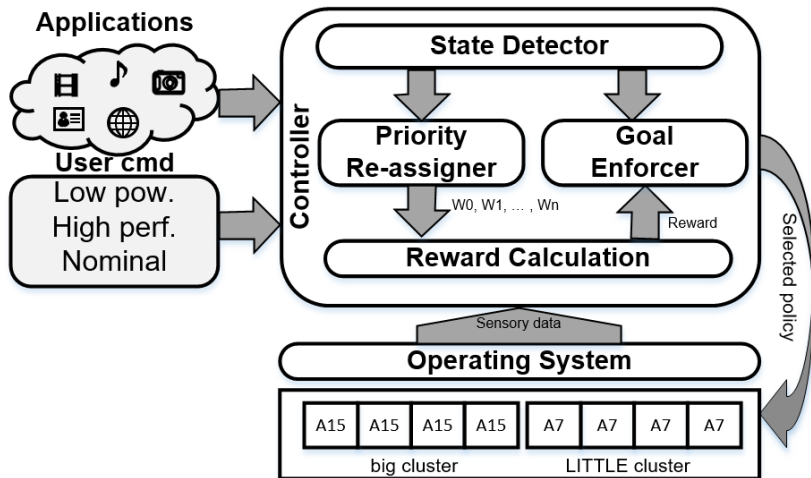 Applications
User cmd
Low pow.
High perf.
Nominal
Controller
State Detector
Priority
Re-assigner
Goal
Enforcer
W0, W1, ... , Wn
Reward
Reward Calculation
Selected policy
Sensory data
Operating System
A15 A15 A15 A15 A7 A7 A7 A7
big cluster LITTLE cluster